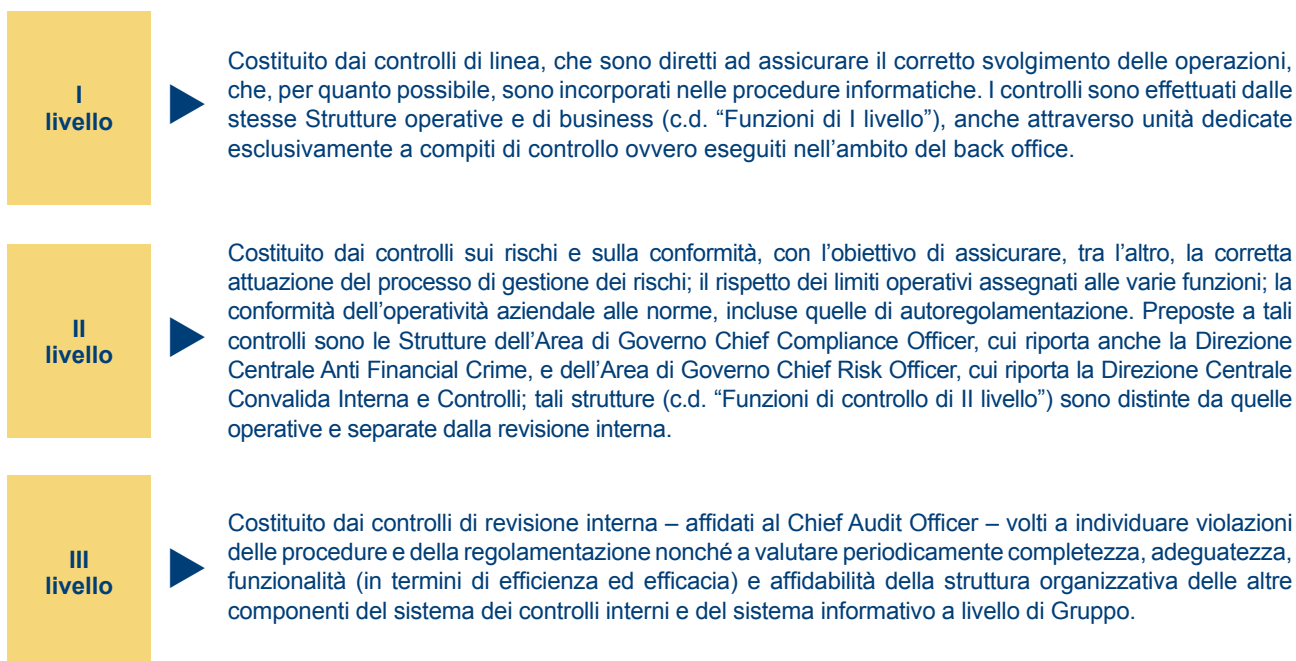 I
livello
Costituito dai controlli di linea, che sono diretti ad assicurare il corretto svolgimento delle operazioni,
che, per quanto possibile, sono incorporati nelle procedure informatiche. I controlli sono effettuati dalle
stesse Strutture operative e di business (c.d. “Funzioni di I livello”), anche attraverso unità dedicate
esclusivamente a compiti di controllo ovvero eseguiti nell’ambito del back office.
II
livello
Costituito dai controlli sui rischi e sulla conformità, con l’obiettivo di assicurare, tra l’altro, la corretta
attuazione del processo di gestione dei rischi; il rispetto dei limiti operativi assegnati alle varie funzioni; la
conformità dell’operatività aziendale alle norme, incluse quelle di autoregolamentazione. Preposte a tali
controlli sono le Strutture dell’Area di Governo Chief Compliance Officer, cui riporta anche la Direzione
Centrale Anti Financial Crime, e dell’Area di Governo Chief Risk Officer, cui riporta la Direzione Centrale
Convalida Interna e Controlli; tali strutture (c.d. “Funzioni di controllo di II livello”) sono distinte da quelle
operative e separate dalla revisione interna.
III
livello
Costituito dai controlli di revisione interna – affidati al Chief Audit Officer – volti a individuare violazioni
delle procedure e della regolamentazione nonché a valutare periodicamente completezza, adeguatezza,
funzionalità (in termini di efficienza ed efficacia) e affidabilità della struttura organizzativa delle altre
componenti del sistema dei controlli interni e del sistema informativo a livello di Gruppo.